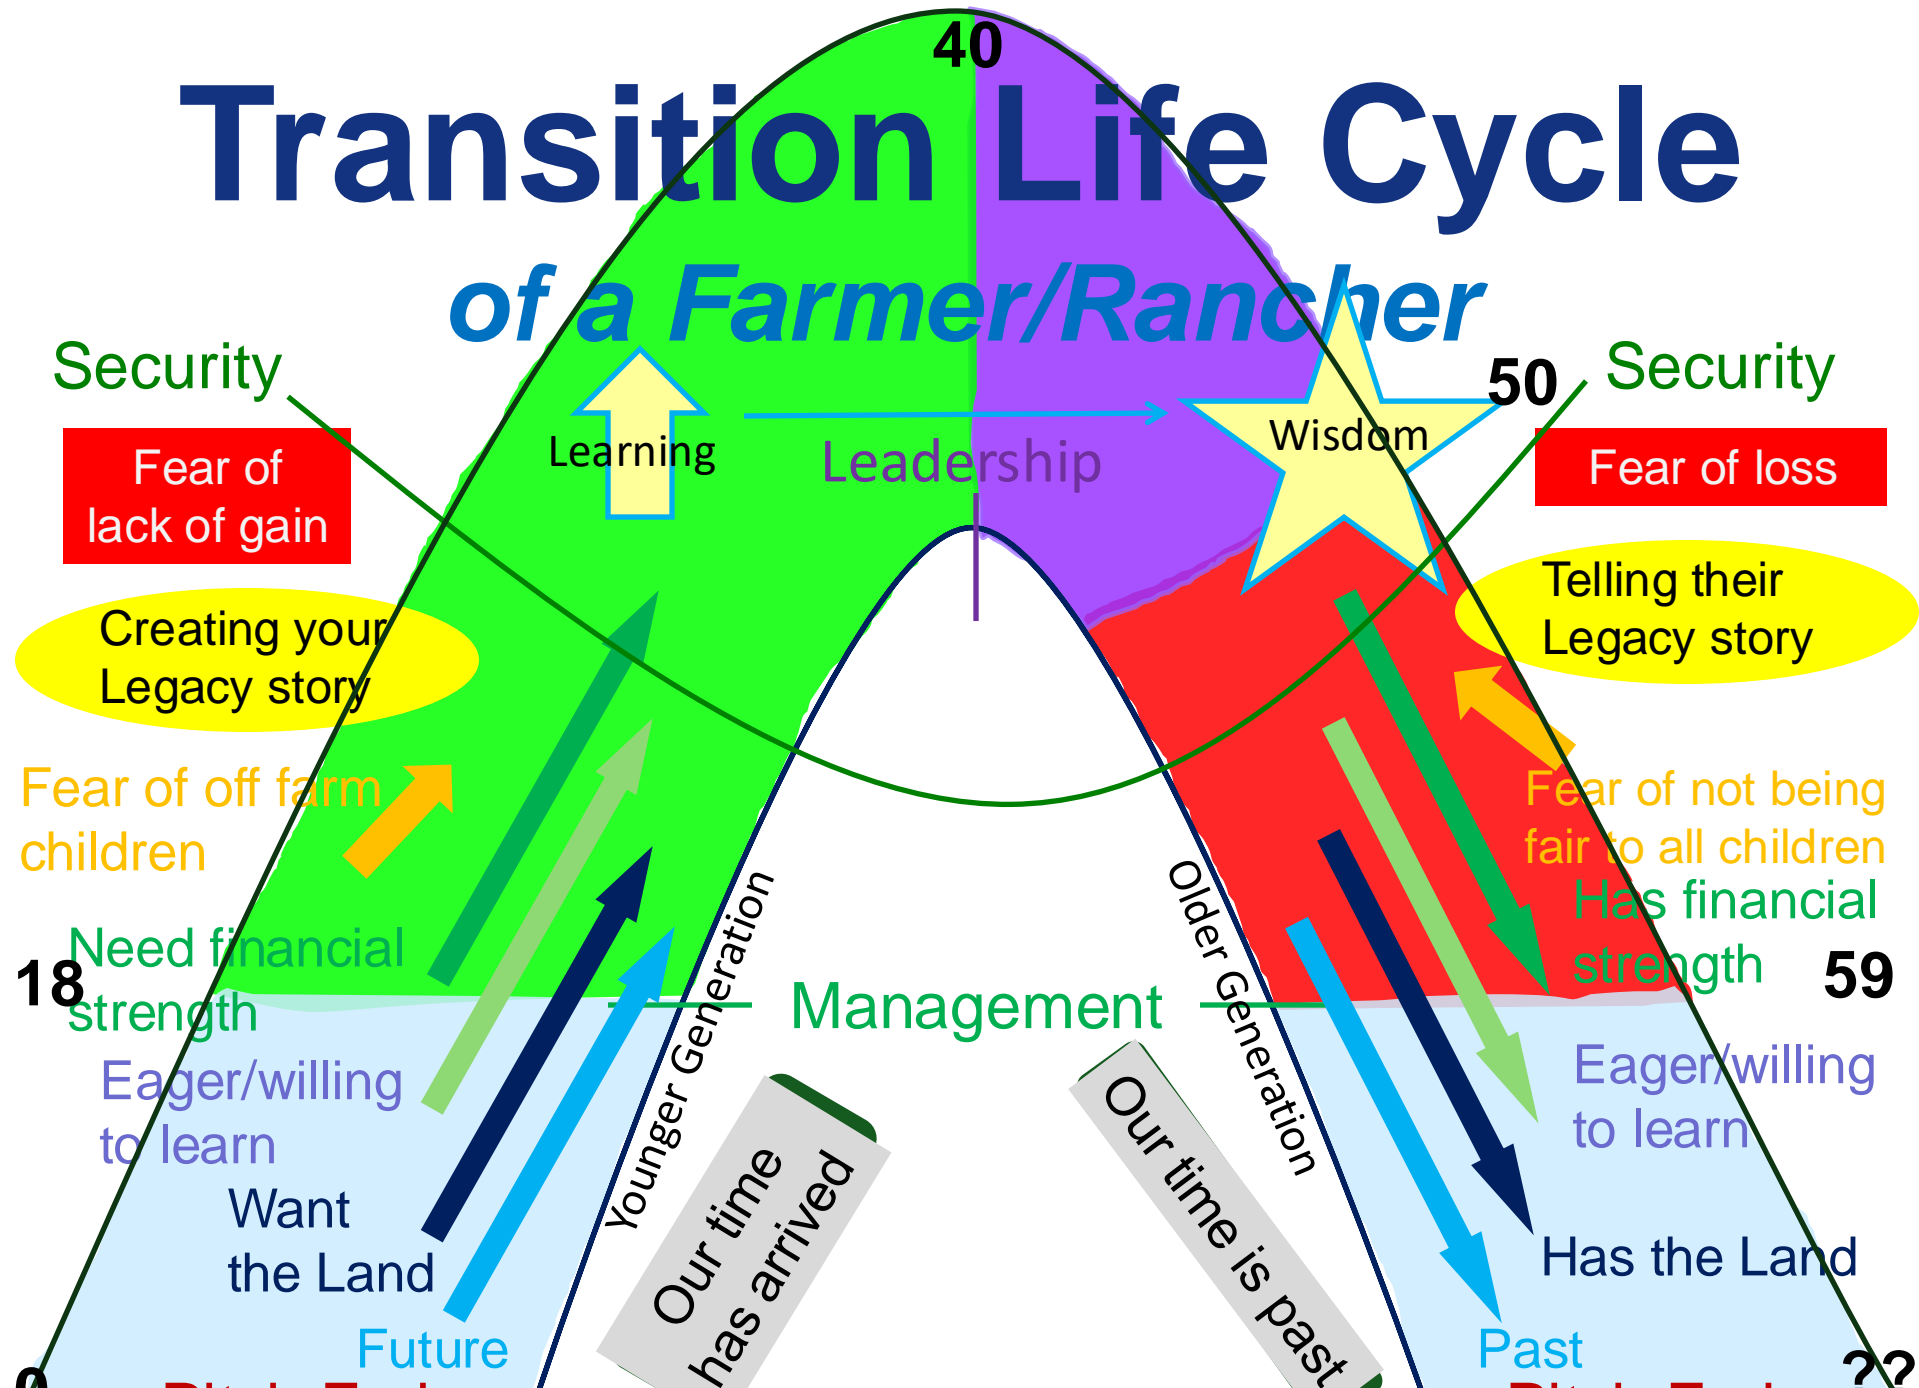 40
Transition Life Cycle
of a Farmer/Rancher
Security
50
Security
Fear of
lack of gain
Learning
Leadership
Wisdom
Fear of loss
Creating your
Legacy story
Telling their
Legacy story
Fear of off farm
children
Fear of not being
fair to all children
Need financial
strength
18
Has financial
strength
59
Management
Younger Generation
Older Generation
Eager/willing
to learn
Eager/willing
to learn
Our time
has arrived
Our time is past
Want
the Land
Has the Land
Future
Past
0
??